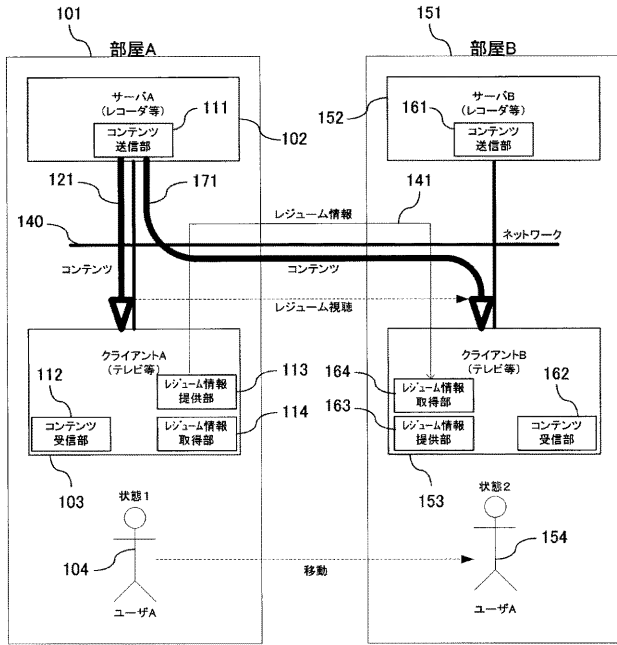 101
151
部屋A
部屋B
サーバA
(レコーダ等)
111
コンテンツ
送信部
102
サーバB
(レコーダ等)
152
161
コンテンツ
送信部
121
171
レジューム情報
141
140
ネットワーク
コンテンツ
コンテンツ
レジューム視聴
クライアントA
(テレビ等)
クライアントB
(テレビ等)
112
レジューム情報
提供部
113
164
レジューム情報
取得部
162
コンテンツ
受信部
レジューム情報
取得部
114
163
レジューム情報
提供部
コンテンツ
受信部
103
153
状態1
状態2
104
154
移動
ユーザA
ユーザA